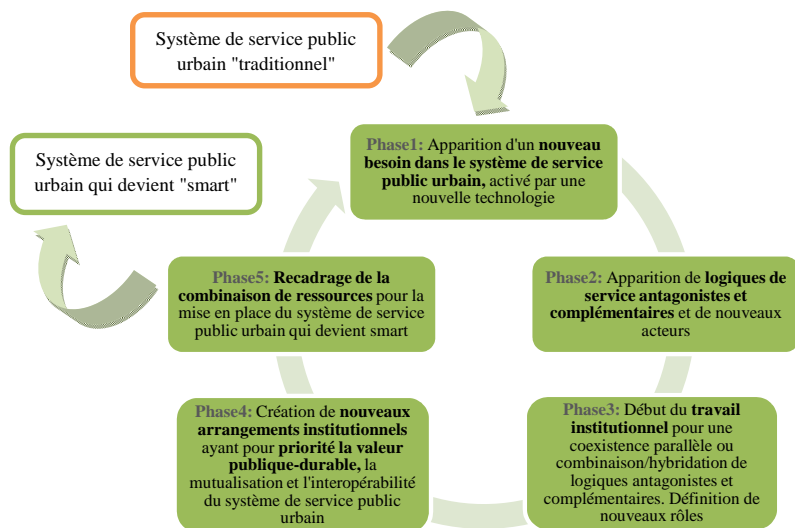 Système de service public
urbain "traditionnel"
Système de service public
urbain qui devient "smart"
Phase1: Apparition d'un nouveau
besoin dans le système de service
public urbain, activé par une
nouvelle technologie
Phase2: Apparition de logiques de
service antagonistes et
complémentaires et de nouveaux
acteurs
Phase3: Début du travail
institutionnel pour une
coexistence parallèle ou
combinaison/hybridation de
logiques antagonistes et
complémentaires. Définition de
nouveaux rôles
Phase4: Création de nouveaux
arrangements institutionnels
ayant pour priorité la valeur
publique-durable, la
mutualisation et l'interopérabilité
du système de service public
urbain
Phase5: Recadrage de la
combinaison de ressources pour la
mise en place du système de service
public urbain qui devient smart